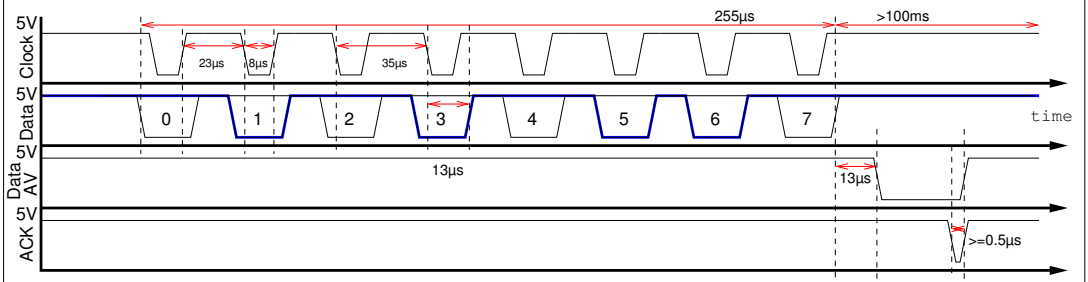 5V
255µs
>100ms
Clock
23µs
8µs
35µs
5V
Data
0
1
2
3
4
5
6
7
time
5V
Data
AV
13µs
13µs
5V
ACK
>=0.5µs